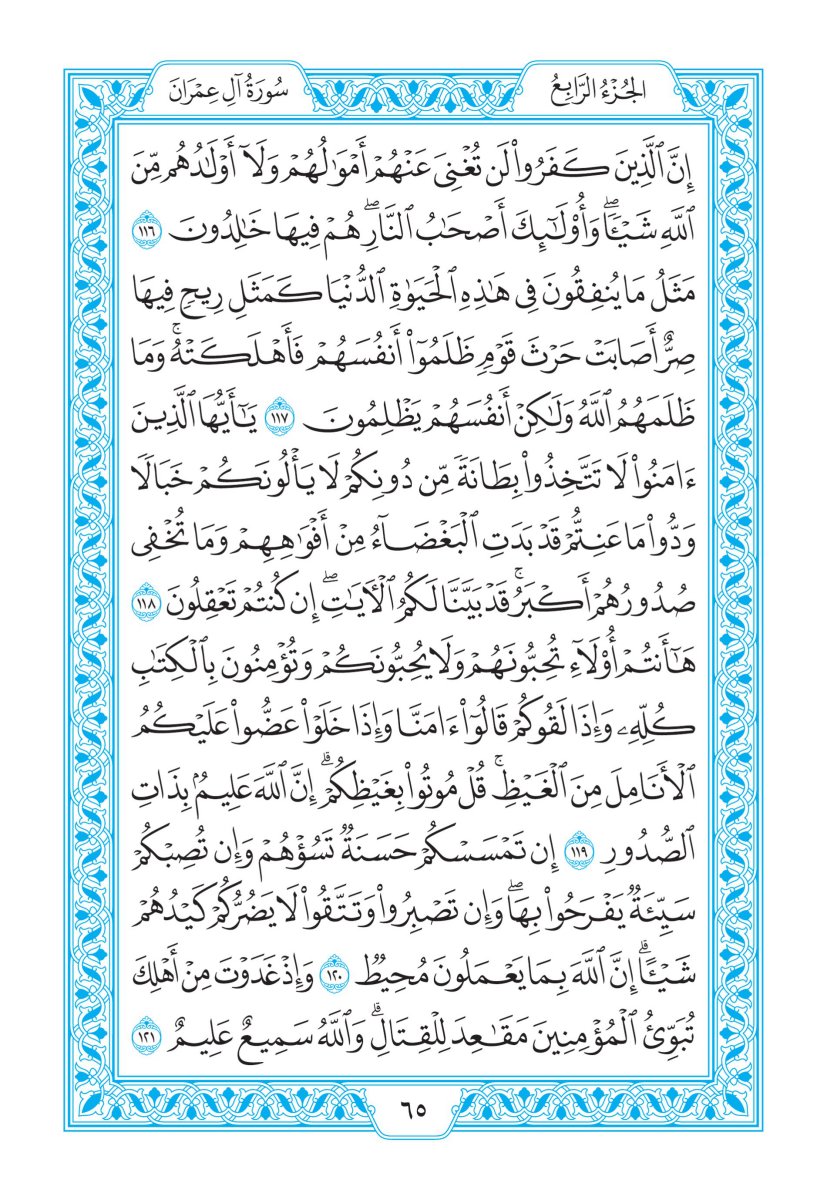 الجُزْءُ الرَّابِعُ
سُورَةُ آلِ عِمْرَانَ
إِنَّ ٱلَّذِينَ كَفَرُوا۟ لَن تُغْنِىَ عَنْهُمْ أَمْوَٰلُهُمْ وَلَآ أَوْلَـٰدُهُم مِّنَ
ٱللَّهِ شَيْـًٔا ۖ وَأُو۟لَـٰٓئِكَ أَصْحَـٰبُ ٱلنَّارِ ۖ هُمْ فِيهَا خَـٰلِدُونَ ١١٦
مَثَلُ مَا يُنفِقُونَ فِى هَـٰذِهِ ٱلْحَيَوٰةِ ٱلدُّنْيَا كَمَثَلِ رِيحٍ فِيهَا
صِرٌّ أَصَابَتْ حَرْثَ قَوْمٍ ظَلَمُوٓا۟ أَنفُسَهُمْ فَأَهْلَكَتْهُ ۚ وَمَا
ظَلَمَهُمُ ٱللَّهُ وَلَـٰكِنْ أَنفُسَهُمْ يَظْلِمُونَ ١١٧ يَـٰٓأَيُّهَا ٱلَّذِينَ
ءَامَنُوا۟ لَا تَتَّخِذُوا۟ بِطَانَةً مِّن دُونِكُمْ لَا يَأْلُونَكُمْ خَبَالًا
وَدُّوا۟ مَا عَنِتُّمْ قَدْ بَدَتِ ٱلْبَغْضَآءُ مِنْ أَفْوَٰهِهِمْ وَمَا تُخْفِى
صُدُورُهُمْ أَكْبَرُ ۚ قَدْ بَيَّنَّا لَكُمُ ٱلْـَٔايَـٰتِ ۖ إِن كُنتُمْ تَعْقِلُونَ ١١٨
هَـٰٓأَنتُمْ أُو۟لَآءِ تُحِبُّونَهُمْ وَلَا يُحِبُّونَكُمْ وَتُؤْمِنُونَ بِٱلْكِتَـٰبِ
كُلِّهِۦ وَإِذَا لَقُوكُمْ قَالُوٓا۟ ءَامَنَّا وَإِذَا خَلَوْا۟ عَضُّوا۟ عَلَيْكُمُ
ٱلْأَنَامِلَ مِنَ ٱلْغَيْظِ ۚ قُلْ مُوتُوا۟ بِغَيْظِكُمْ ۗ إِنَّ ٱللَّهَ عَلِيمٌۢ بِذَاتِ
ٱلصُّدُورِ ١١٩ إِن تَمْسَسْكُمْ حَسَنَةٌ تَسُؤْهُمْ وَإِن تُصِبْكُمْ
سَيِّئَةٌ يَفْرَحُوا۟ بِهَا ۖ وَإِن تَصْبِرُوا۟ وَتَتَّقُوا۟ لَا يَضُرُّكُمْ كَيْدُهُمْ
شَيْـًٔا ۗ إِنَّ ٱللَّهَ بِمَا يَعْمَلُونَ مُحِيطٌ ١٢٠ وَإِذْ غَدَوْتَ مِنْ أَهْلِكَ
تُبَوِّئُ ٱلْمُؤْمِنِينَ مَقَـٰعِدَ لِلْقِتَالِ ۗ وَٱللَّهُ سَمِيعٌ عَلِيمٌ ١٢١
٦٥